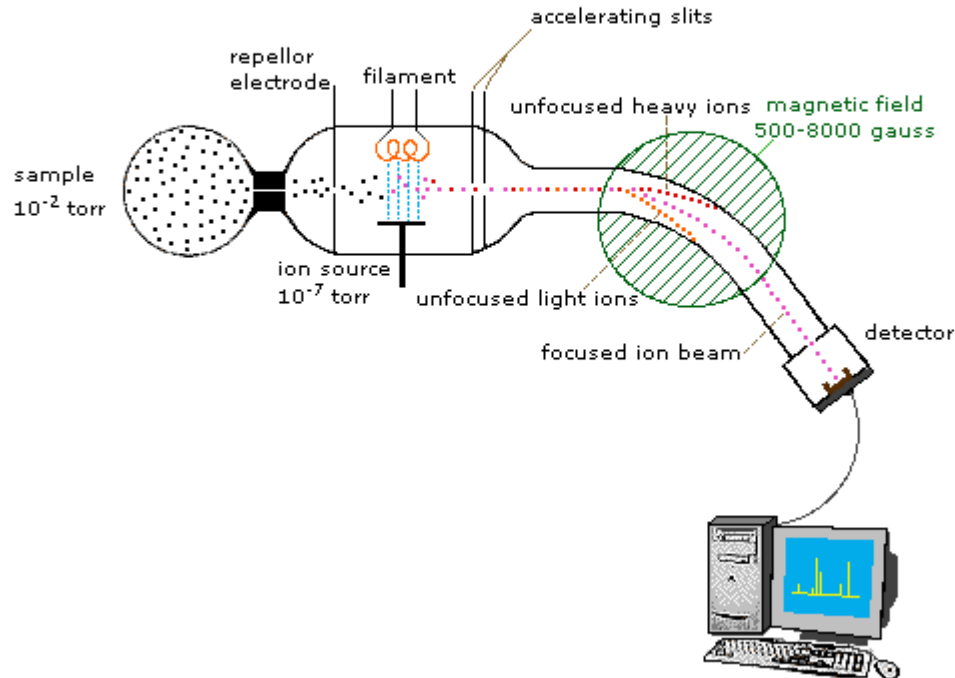 accelerating slits
repellor
electrode
filament
unfocused heavy ions
magnetic field
500-8000 gauss
sample
10⁻² torr
ion source
10⁻⁷ torr
unfocused light ions
detector
focused ion beam